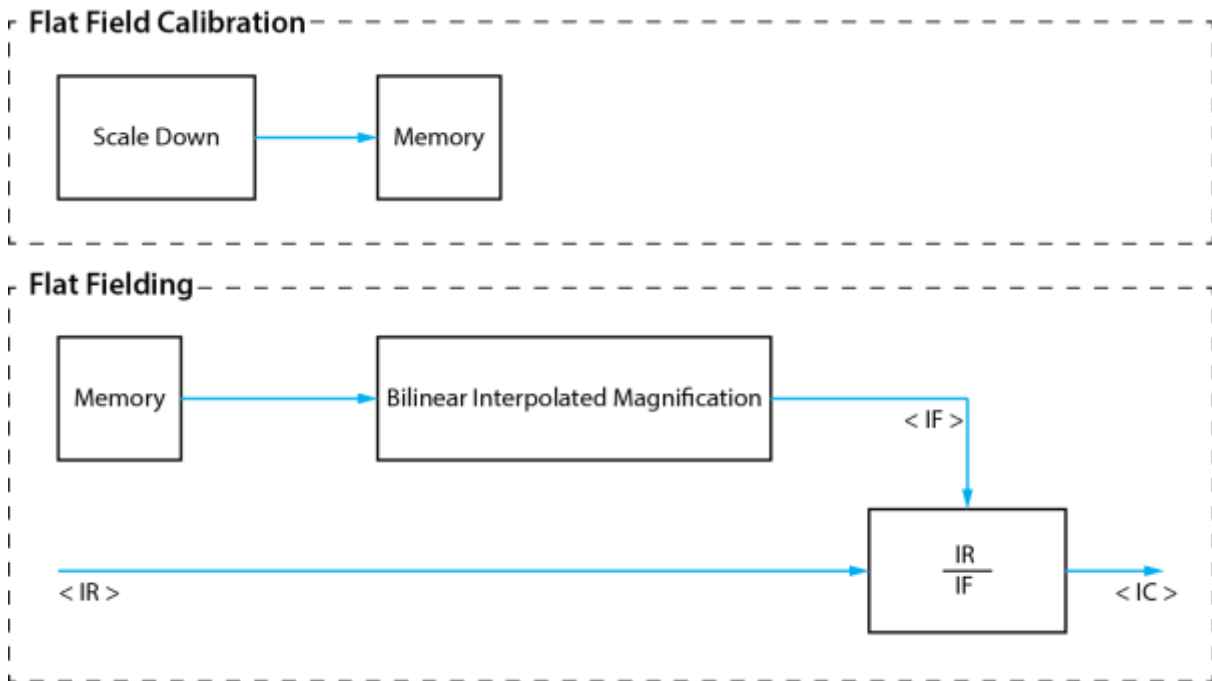 Flat Field Calibration
Scale Down
Memory
Flat Fielding
Memory
Bilinear Interpolated Magnification
< IF >
IR
IF
< IR >
< IC >